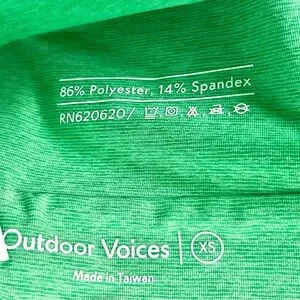 86% Polyester, 14% Spandex
RN620620/
Outdoor Voices | XS
Made in Taiwan